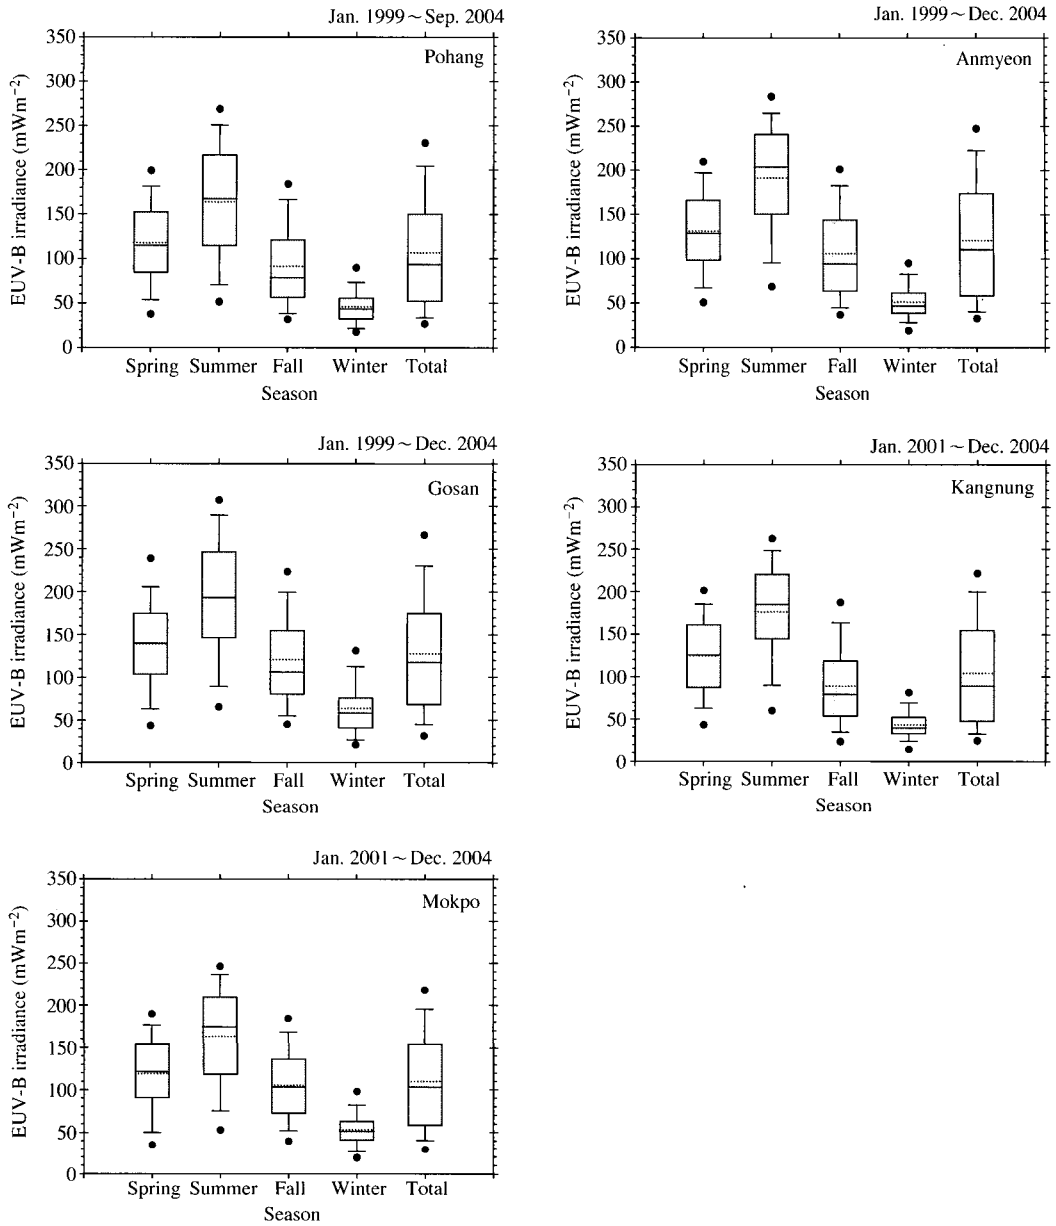 Jan. 1999～Sep. 2004
Pohang
EUV-B irradiance (mWm−2)
350
300
250
200
150
100
50
0
Spring Summer Fall Winter Total
Season
Jan. 1999～Dec. 2004
Anmyeon
EUV-B irradiance (mWm−2)
350
300
250
200
150
100
50
0
Spring Summer Fall Winter Total
Season
Jan. 1999～Dec. 2004
Gosan
EUV-B irradiance (mWm−2)
350
300
250
200
150
100
50
0
Spring Summer Fall Winter Total
Season
Jan. 2001～Dec. 2004
Kangnung
EUV-B irradiance (mWm−2)
350
300
250
200
150
100
50
0
Spring Summer Fall Winter Total
Season
Jan. 2001～Dec. 2004
Mokpo
EUV-B irradiance (mWm−2)
350
300
250
200
150
100
50
0
Spring Summer Fall Winter Total
Season